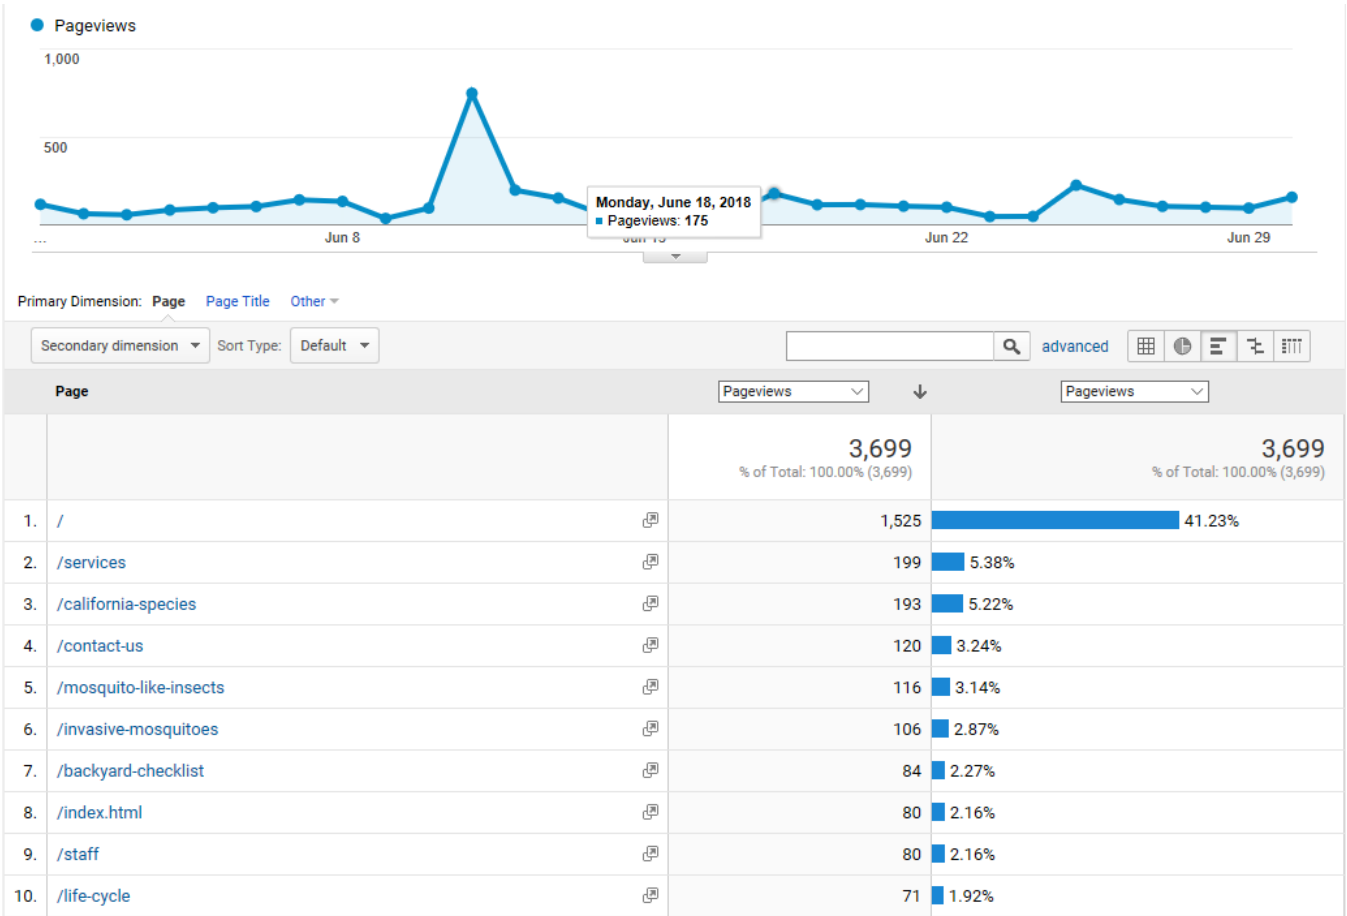 Pageviews
1,000
500
Monday, June 18, 2018
Pageviews: 175
... Jun 8 Jun 22 Jun 29
Primary Dimension: Page Page Title Other
Secondary dimension Sort Type: Default advanced
Page Pageviews Pageviews
3,699 3,699
% of Total: 100.00% (3,699) % of Total: 100.00% (3,699)
1. / 1,525 41.23%
2. /services 199 5.38%
3. /california-species 193 5.22%
4. /contact-us 120 3.24%
5. /mosquito-like-insects 116 3.14%
6. /invasive-mosquitoes 106 2.87%
7. /backyard-checklist 84 2.27%
8. /index.html 80 2.16%
9. /staff 80 2.16%
10. /life-cycle 71 1.92%